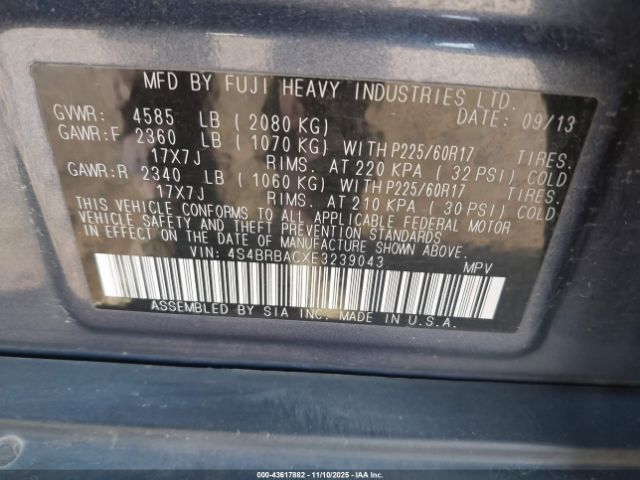 MFD BY FUJI HEAVY INDUSTRIES LTD.
GVWR: 4585 LB (2080 KG) DATE: 09/13
GAWR:F 2360 LB (1070 KG) WITH P225/60R17 TIRES.
17X7J RIMS. AT 220 KPA (32 PSI) COLD
GAWR:R 2340 LB (1060 KG) WITH P225/60R17 TIRES.
17X7J RIMS. AT 210 KPA (30 PSI) COLD
THIS VEHICLE CONFORMS TO ALL APPLICABLE FEDERAL MOTOR
VEHICLE SAFETY AND THEFT PREVENTION STANDARDS
IN EFFECT ON THE DATE OF MANUFACTURE SHOWN ABOVE.
VIN: 4S4BRBACXE3239043 MPV
ASSEMBLED BY SIA INC. MADE IN U.S.A.
000-43617882 - 11/10/2025 - IAA Inc.